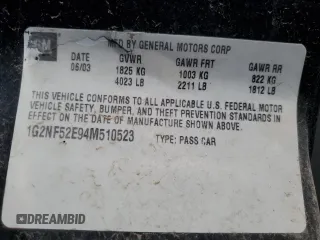 GM
MFD BY GENERAL MOTORS CORP
DATE GVWR GAWR FRT GAWR RR
06/03 1825 KG 1003 KG 822 KG
4023 LB 2211 LB 1812 LB
THIS VEHICLE CONFORMS TO ALL APPLICABLE U.S. FEDERAL MOTOR
VEHICLE SAFETY, BUMPER, AND THEFT PREVENTION STANDARDS IN
EFFECT ON THE DATE OF MANUFACTURE SHOWN ABOVE.
1G2NF52E94M510523 TYPE: PASS CAR
DREAMBID